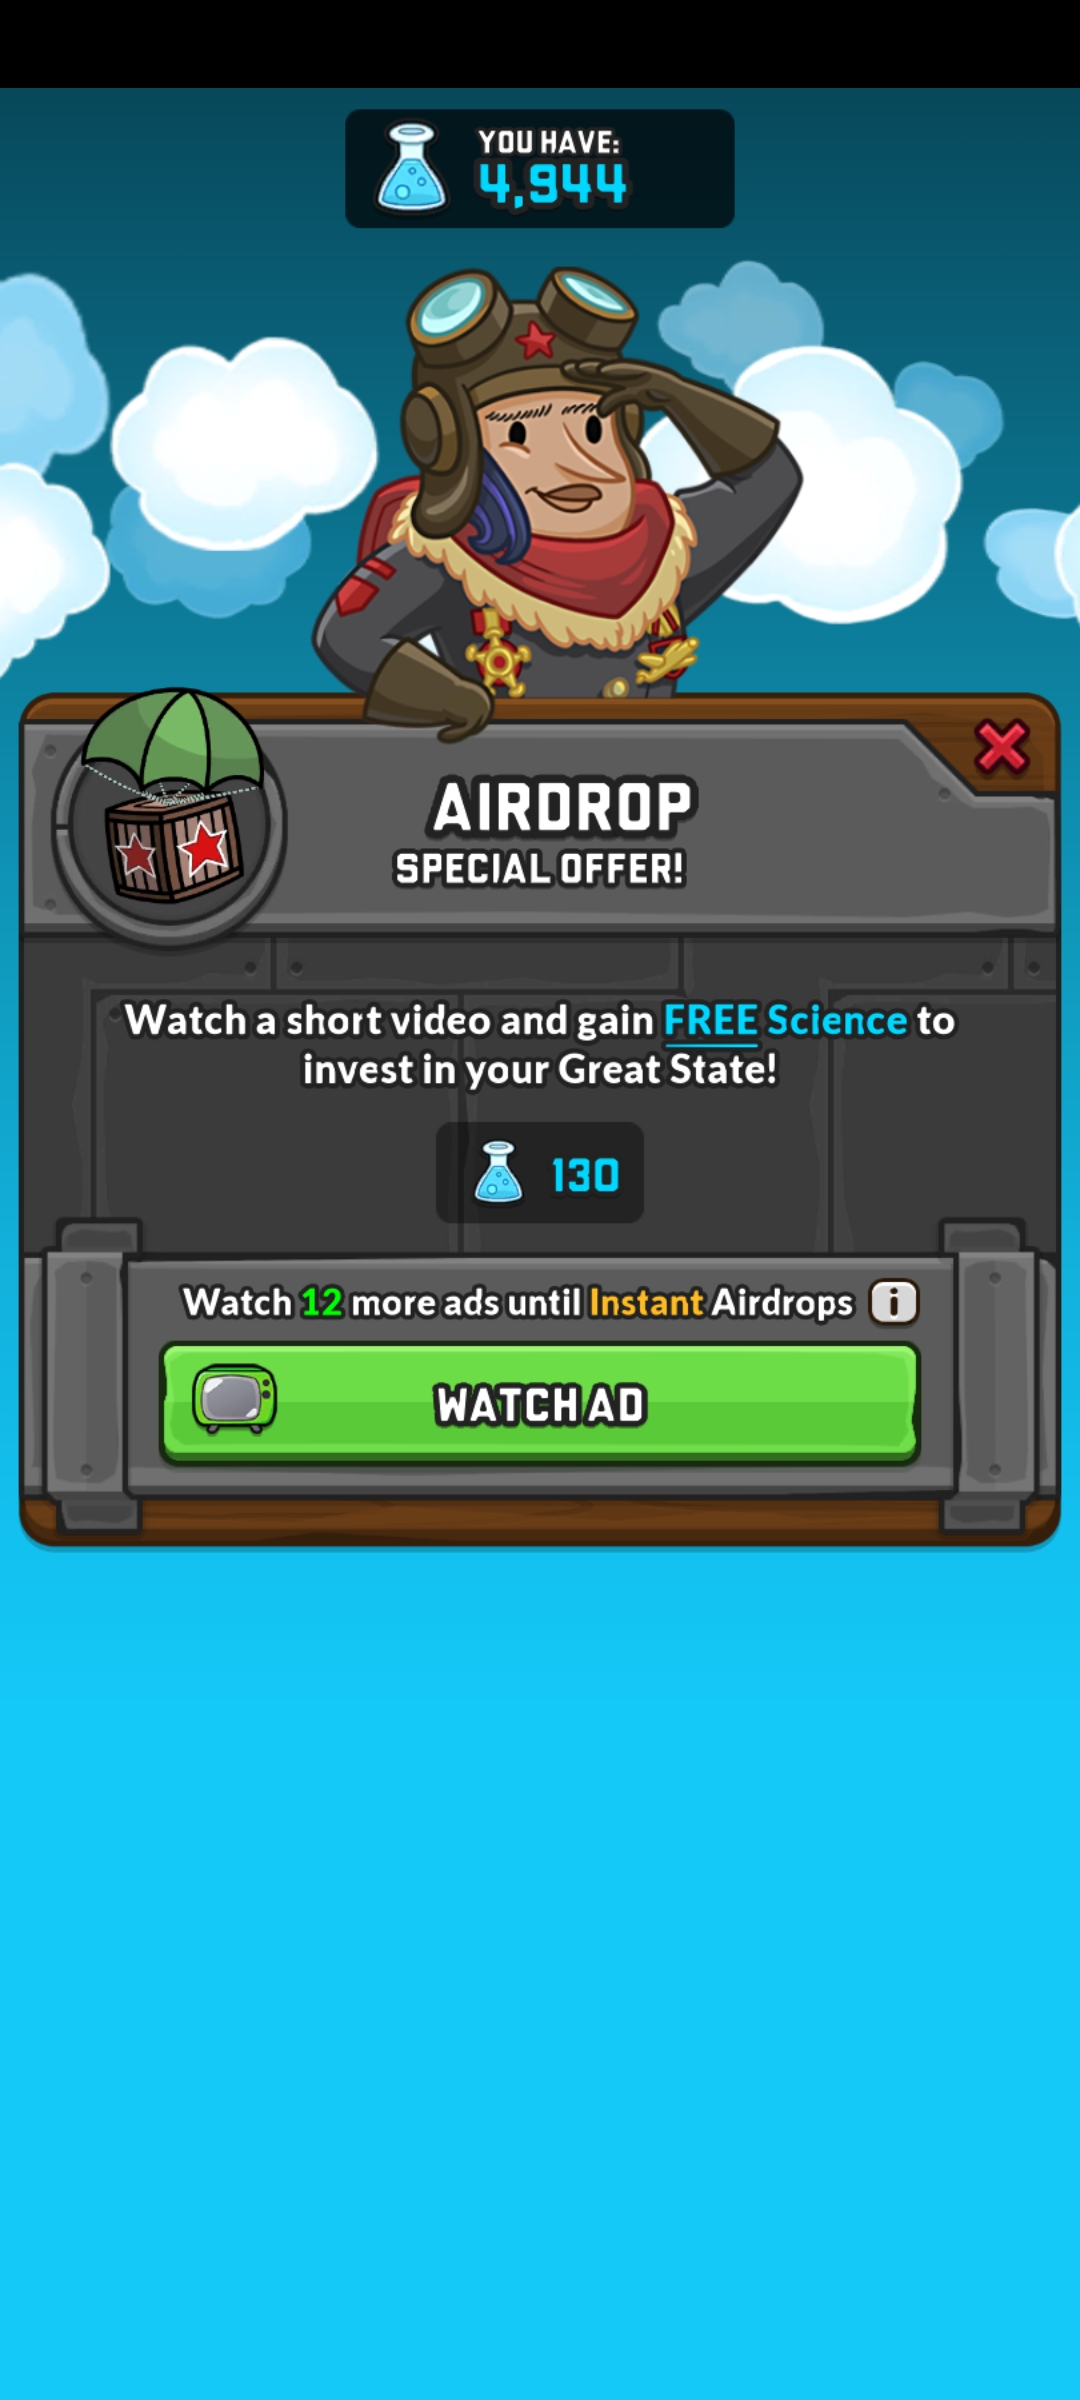 YOU HAVE:
4,944
AIRDROP
SPECIAL OFFER!
Watch a short video and gain FREE Science to
invest in your Great State!
130
Watch 12 more ads until Instant Airdrops i
WATCH AD